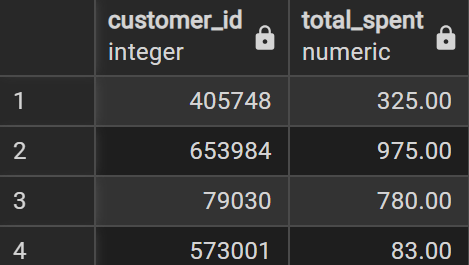 customer_id total_spent
integer numeric
1 405748 325.00
2 653984 975.00
3 79030 780.00
4 573001 83.00